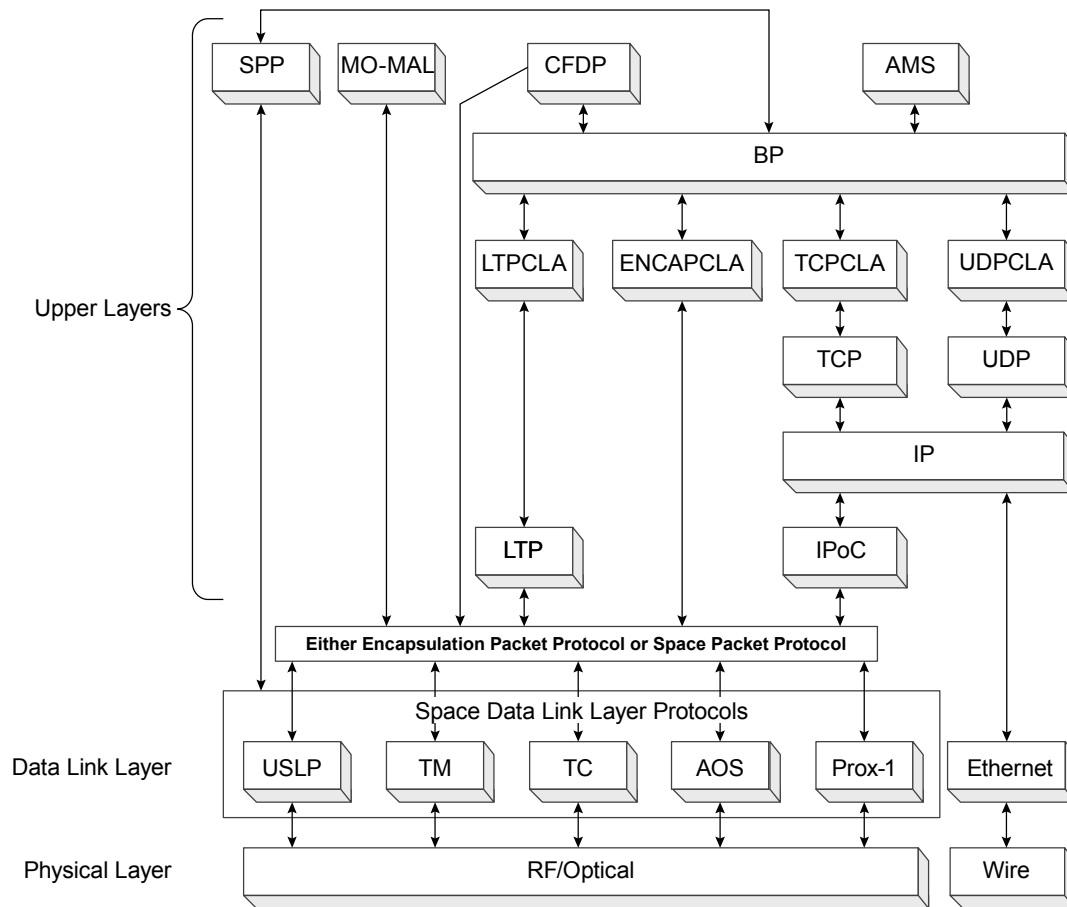 SPP
MO-MAL
CFDP
AMS
BP
LTPCLA
ENCAPCLA
TCPCLA
UDPCLA
Upper Layers
TCP
UDP
IP
LTP
IPoC
Either Encapsulation Packet Protocol or Space Packet Protocol
Space Data Link Layer Protocols
Data Link Layer
USLP
TM
TC
AOS
Prox-1
Ethernet
Physical Layer
RF/Optical
Wire